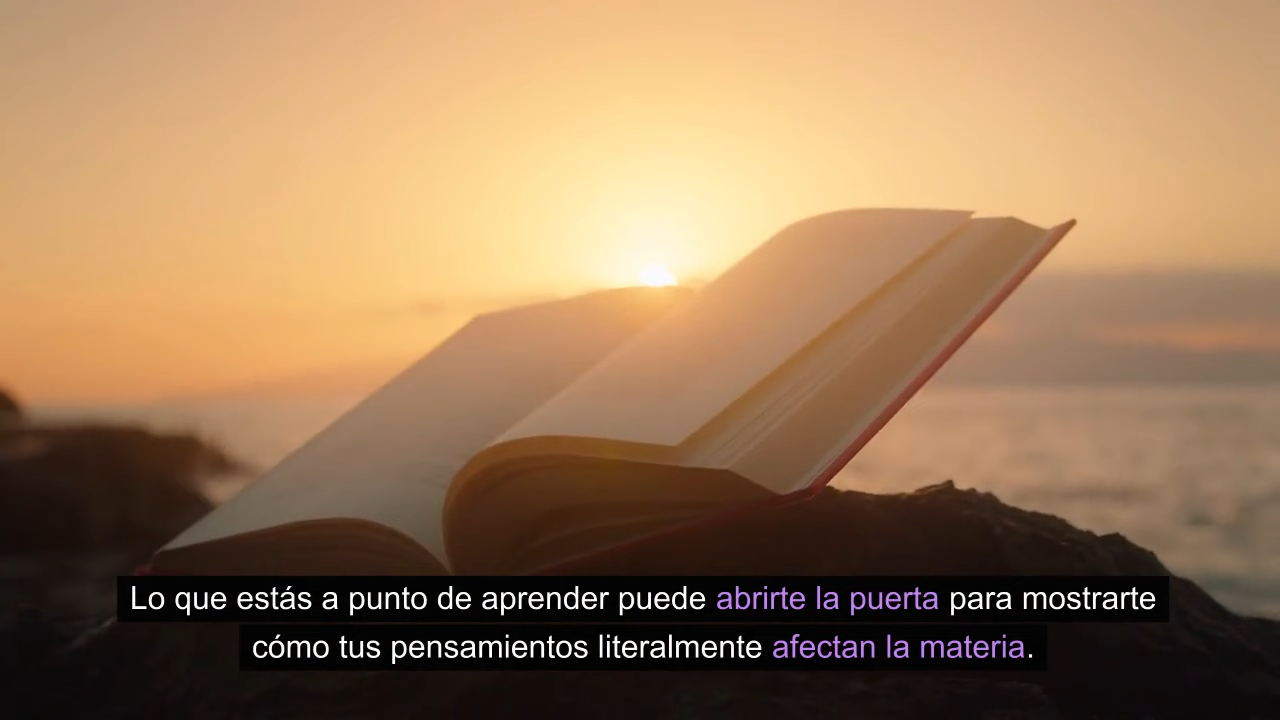 Lo que estás a punto de aprender puede abrirte la puerta para mostrarte
cómo tus pensamientos literalmente afectan la materia.